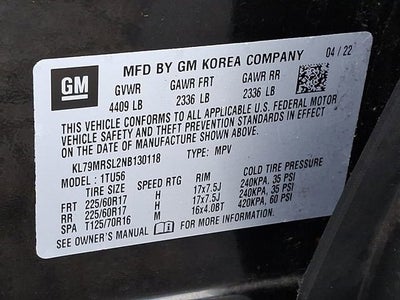 MFD BY GM KOREA COMPANY 04 / 22
GM GVWR GAWR FRT GAWR RR
4409 LB 2336 LB 2336 LB
THIS VEHICLE CONFORMS TO ALL APPLICABLE U.S. FEDERAL MOTOR
VEHICLE SAFETY AND THEFT PREVENTION STANDARDS IN EFFECT
ON THE DATE OF MANUFACTURE SHOWN ABOVE.
KL79MRSL2NB130118 TYPE: MPV
MODEL : 1TU56
TIRE SIZE SPEED RTG RIM COLD TIRE PRESSURE
FRT 225/60R17 H 17x7.5J 240KPA, 35 PSI
RR 225/60R17 H 17x7.5J 240KPA, 35 PSI
SPA T125/70R16 M 16x4.0BT 420KPA, 60 PSI
SEE OWNER'S MANUAL FOR MORE INFORMATION.